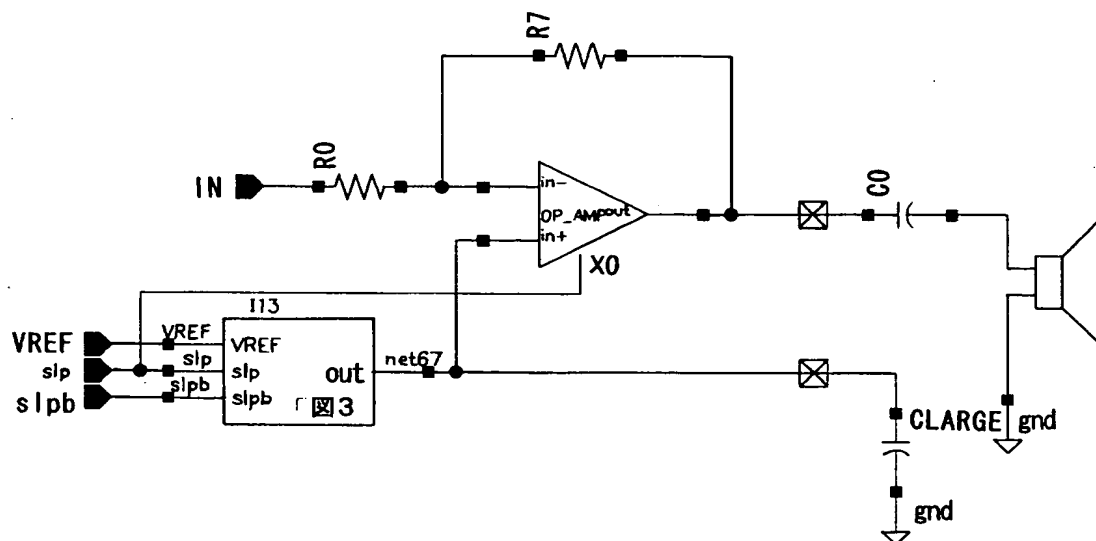 R7
R0
IN
in-
OP_AMP
out
in+
X0
C0
I13
VREF
VREF
VREF
slp
slp
slp
slpb
slpb
slpb
out
net67
「図3
CLARGE
gnd
gnd